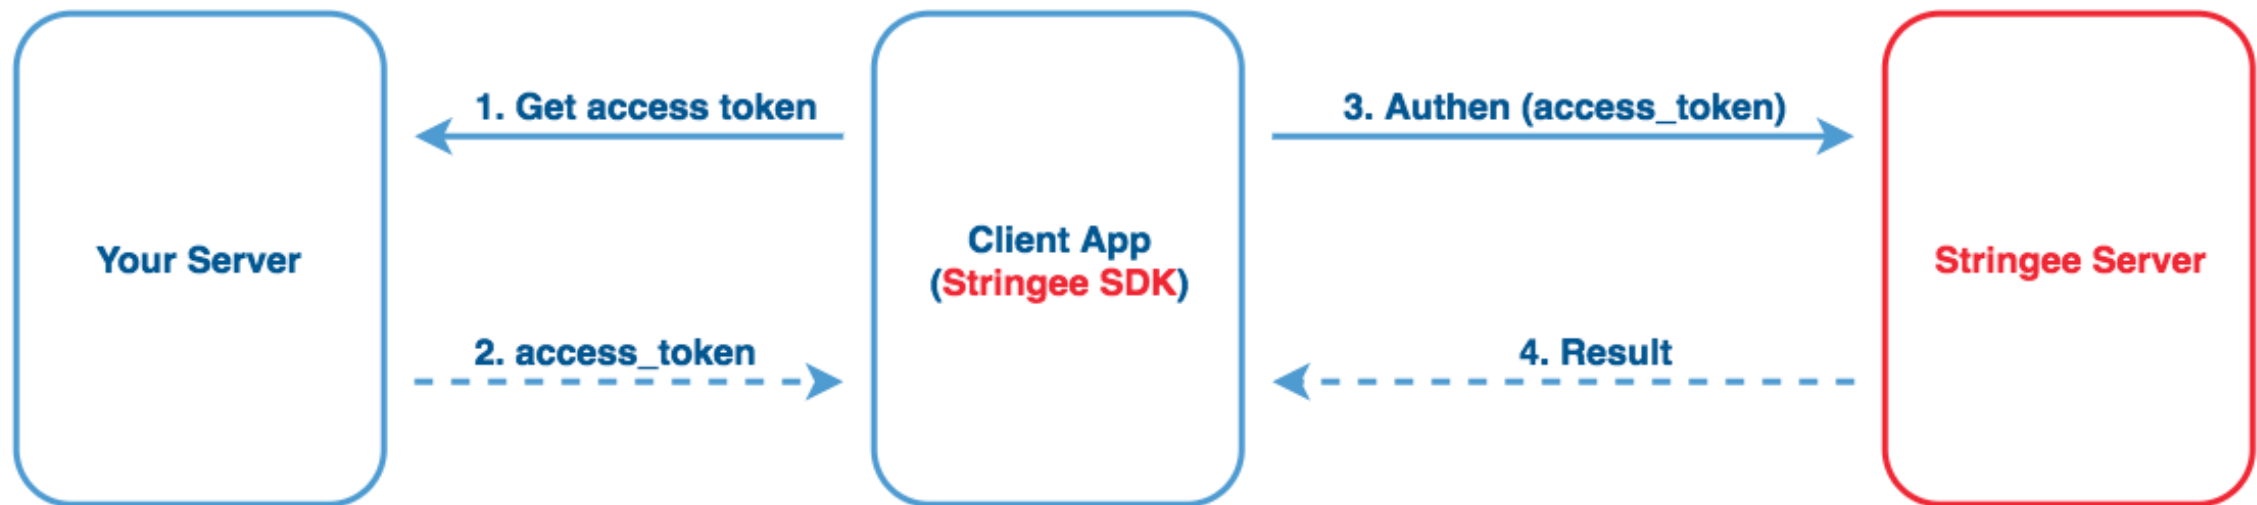 1. Get access token
3. Authen (access_token)
Your Server
Client App
(Stringee SDK)
Stringee Server
2. access_token
4. Result